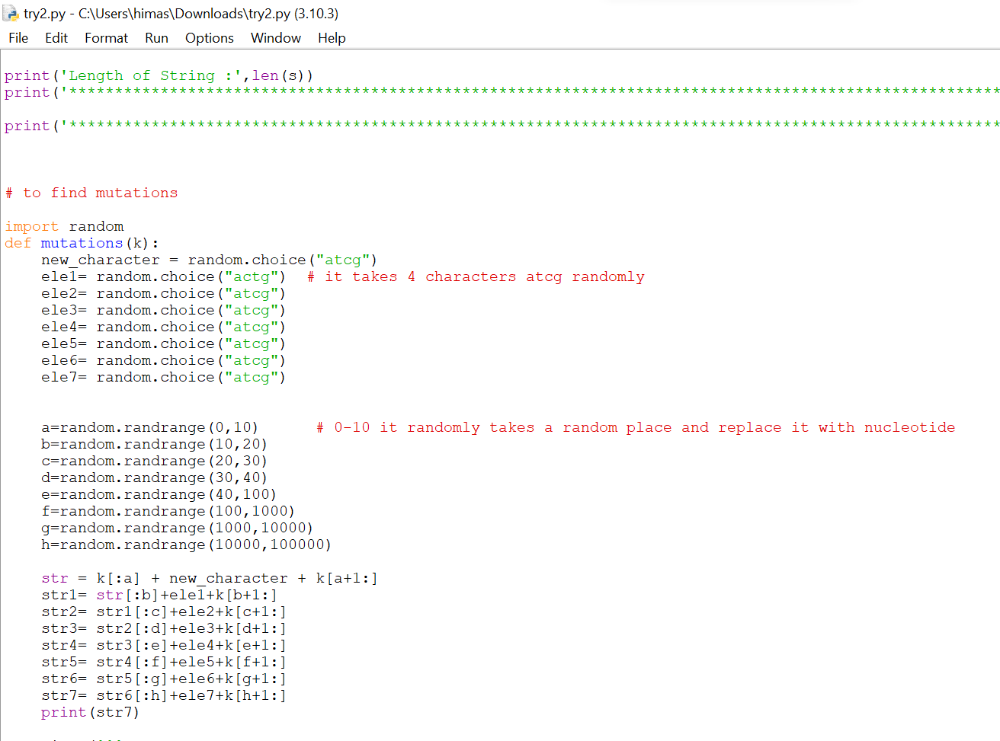 try2.py - C:\Users\himas\Downloads\try2.py (3.10.3)
File Edit Format Run Options Window Help
print('Length of String :',len(s))
print('******************************************************************************************************
print('******************************************************************************************************
# to find mutations
import random
def mutations(k):
    new_character = random.choice("atcg")
    ele1= random.choice("actg")  # it takes 4 characters atcg randomly
    ele2= random.choice("atcg")
    ele3= random.choice("atcg")
    ele4= random.choice("atcg")
    ele5= random.choice("atcg")
    ele6= random.choice("atcg")
    ele7= random.choice("atcg")
    a=random.randrange(0,10)      # 0-10 it randomly takes a random place and replace it with nucleotide
    b=random.randrange(10,20)
    c=random.randrange(20,30)
    d=random.randrange(30,40)
    e=random.randrange(40,100)
    f=random.randrange(100,1000)
    g=random.randrange(1000,10000)
    h=random.randrange(10000,100000)
    str = k[:a] + new_character + k[a+1:]
    str1= str[:b]+ele1+k[b+1:]
    str2= str1[:c]+ele2+k[c+1:]
    str3= str2[:d]+ele3+k[d+1:]
    str4= str3[:e]+ele4+k[e+1:]
    str5= str4[:f]+ele5+k[f+1:]
    str6= str5[:g]+ele6+k[g+1:]
    str7= str6[:h]+ele7+k[h+1:]
    print(str7)